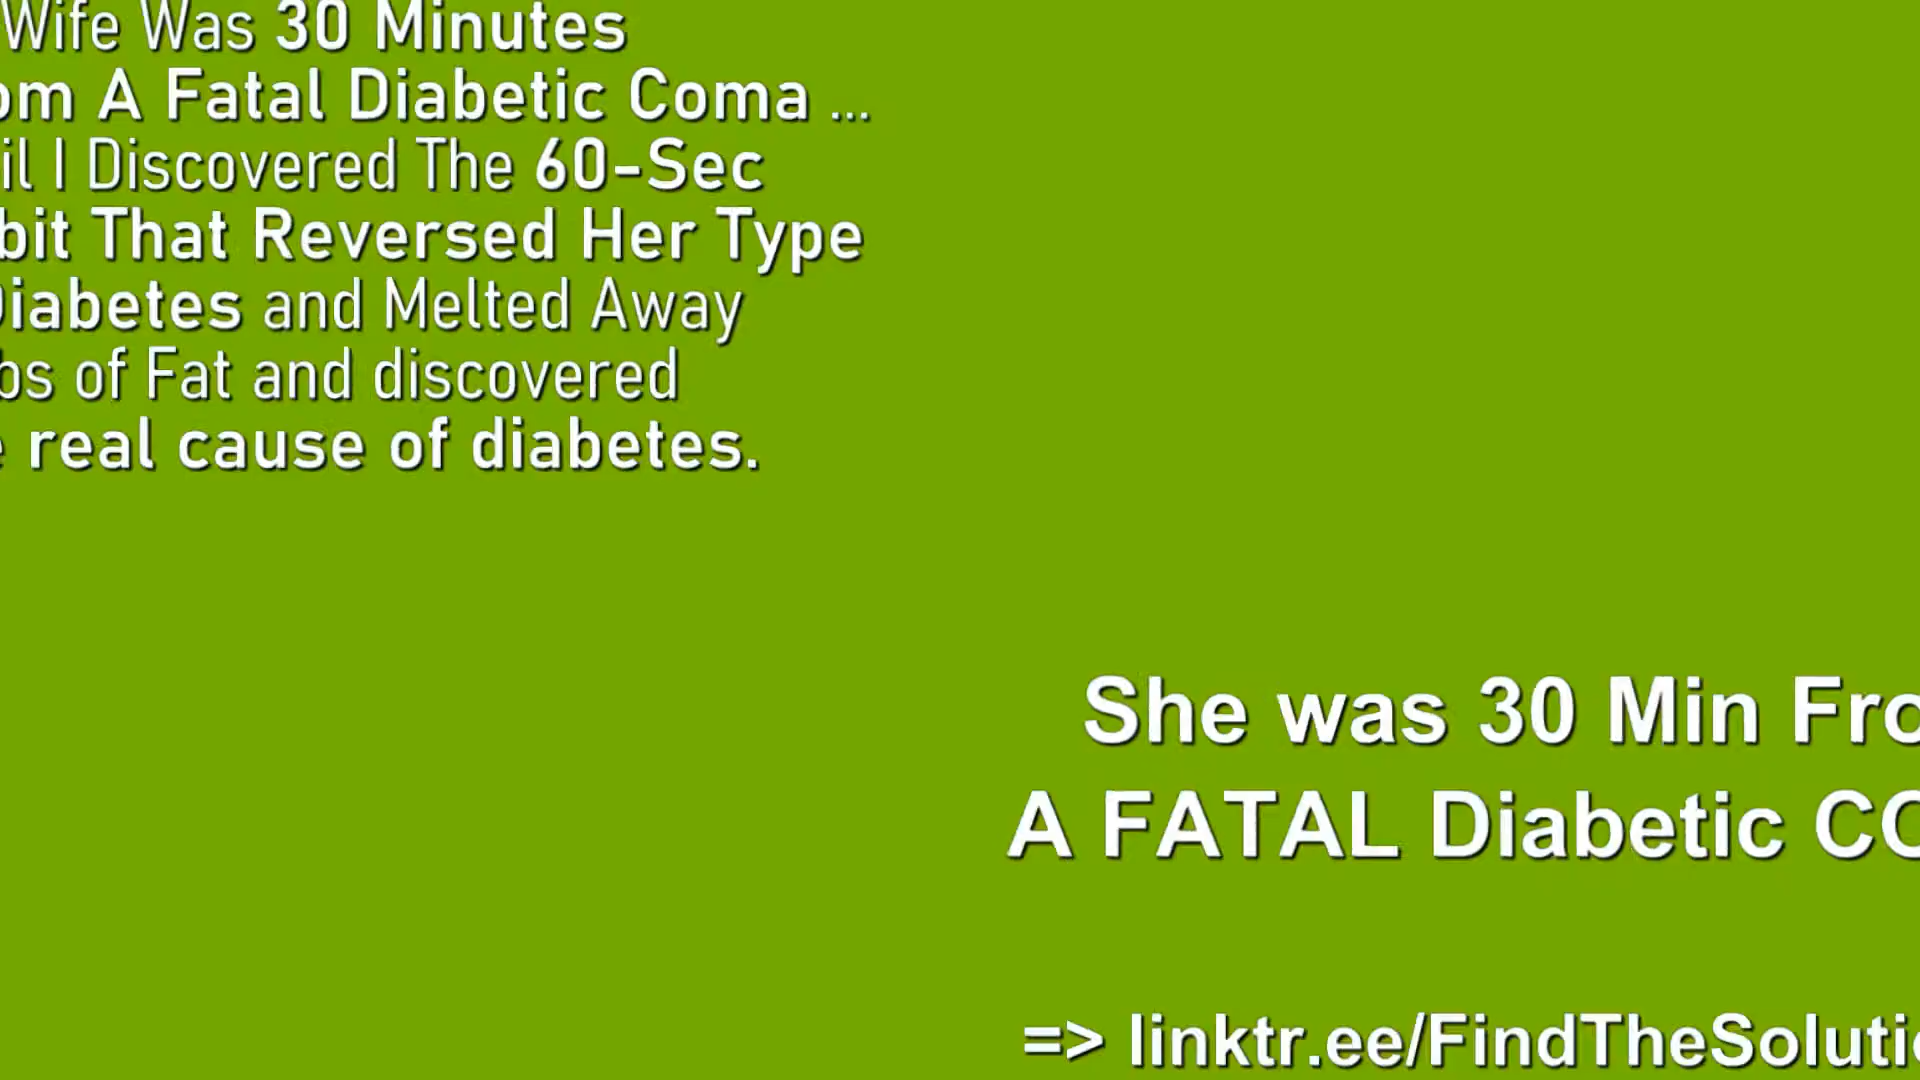 Wife Was 30 Minutes
om A Fatal Diabetic Coma ...
il I Discovered The 60-Sec
bit That Reversed Her Type
Diabetes and Melted Away
bs of Fat and discovered
e real cause of diabetes.
She was 30 Min Fro
A FATAL Diabetic CO
=> linktr.ee/FindTheSolutio